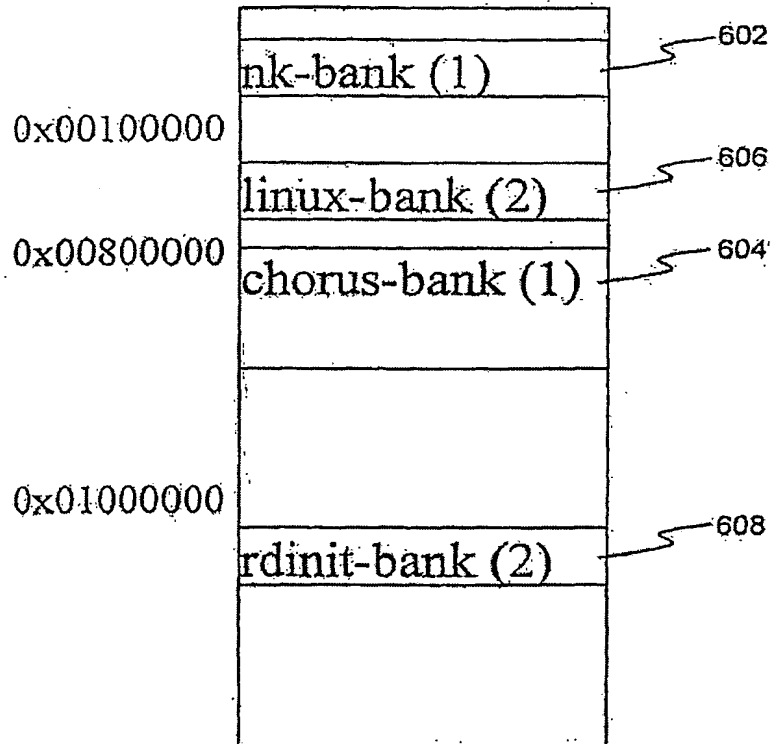 602
nk-bank (1)
0x00100000
606
linux-bank (2)
0x00800000
604
chorus-bank (1)
0x01000000
608
rdinit-bank (2)